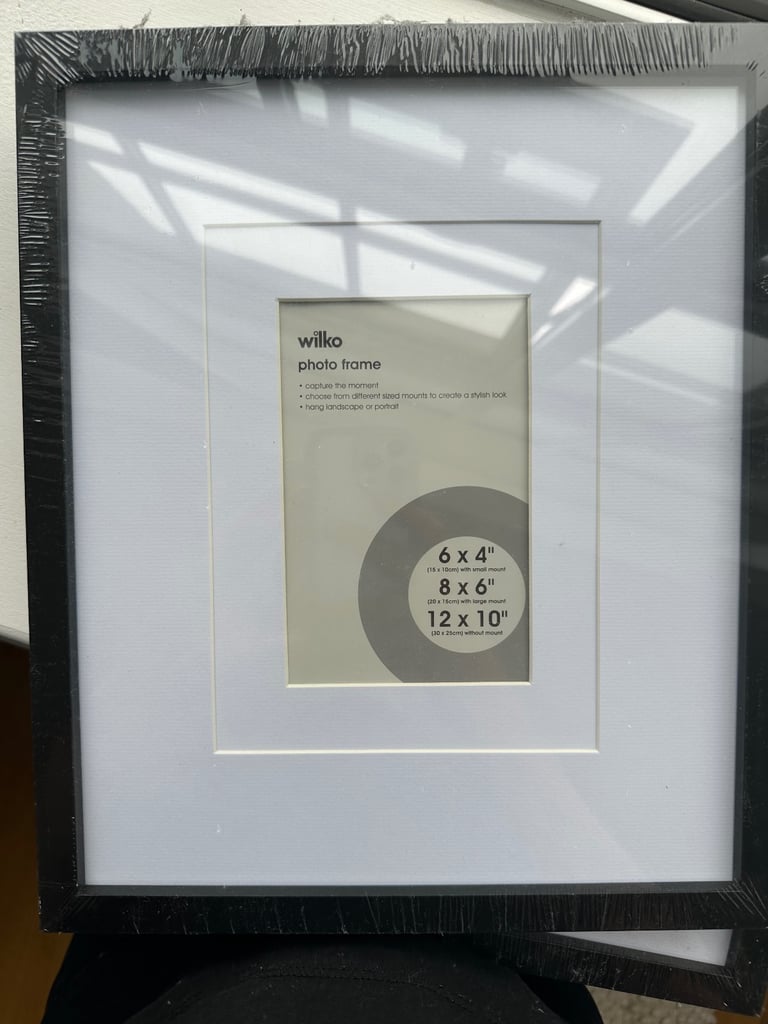 wilko
photo frame
• capture the moment
• choose from different sized mounts to create a stylish look
• hang landscape or portrait
6 x 4"
(15 x 10cm) with small mount
8 x 6"
(20 x 15cm) with large mount
12 x 10"
(30 x 25cm) without mount